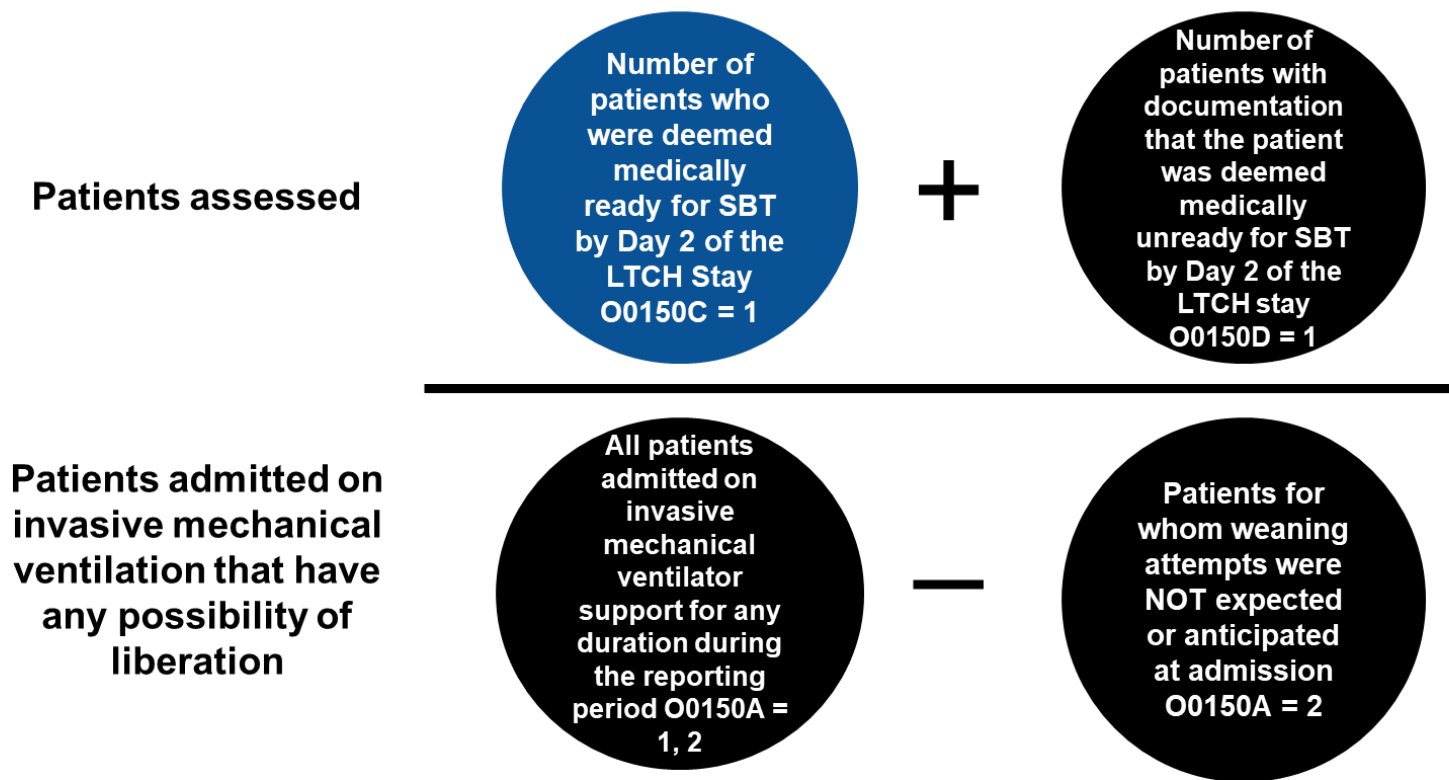 Patients assessed
Number of
patients who
were deemed
medically
ready for SBT
by Day 2 of the
LTCH Stay
O0150C = 1
+
Number of
patients with
documentation
that the patient
was deemed
medically
unready for SBT
by Day 2 of the
LTCH stay
O0150D = 1
Patients admitted on
invasive mechanical
ventilation that have
any possibility of
liberation
All patients
admitted on
invasive
mechanical
ventilator
support for any
duration during
the reporting
period O0150A =
1, 2
–
Patients for
whom weaning
attempts were
NOT expected
or anticipated
at admission
O0150A = 2